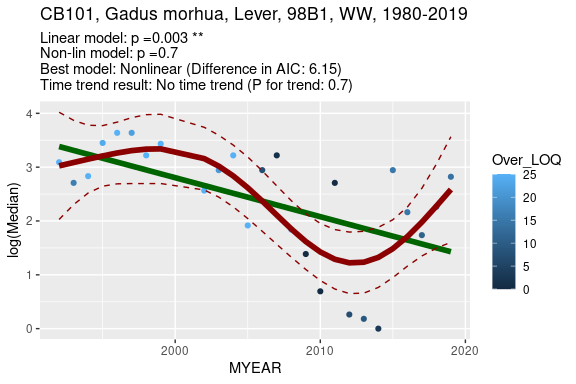 CB101, Gadus morhua, Lever, 98B1, WW, 1980-2019
Linear model: p =0.003 **
Non-lin model: p =0.7
Best model: Nonlinear (Difference in AIC: 6.15)
Time trend result: No time trend (P for trend: 0.7)
4
3
2
1
0
log(Median)
2000
2010
2020
MYEAR
Over_LOQ
25
20
15
10
5
0